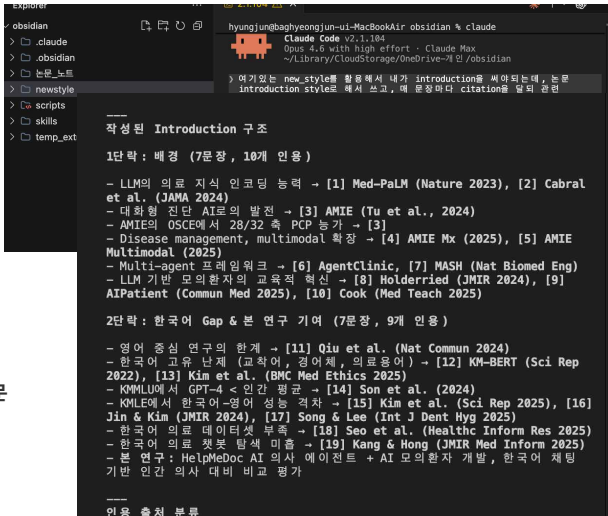 Explorer
obsidian
.claude
.obsidian
논문_노트
newstyle
scripts
skills
temp_ext
문
hyungjun@baghyeongjun-ui-MacBookAir obsidian % claude
Claude Code v2.1.104
Opus 4.6 with high effort · Claude Max
~/Library/CloudStorage/OneDrive-개인/obsidian
> 여기있는 new_style를 활용해서 내가 introduction을 써야되는데, 논문
introduction style로 해서 쓰고, 매 문장마다 citation을 달되 관련
---
작성된 Introduction 구조
1단락: 배경 (7문장, 10개 인용)
- LLM의 의료 지식 인코딩 능력 → [1] Med-PaLM (Nature 2023), [2] Cabral
et al. (JAMA 2024)
- 대화형 진단 AI로의 발전 → [3] AMIE (Tu et al., 2024)
- AMIE의 OSCE에서 28/32 축 PCP 능가 → [3]
- Disease management, multimodal 확장 → [4] AMIE Mx (2025), [5] AMIE
Multimodal (2025)
- Multi-agent 프레임워크 → [6] AgentClinic, [7] MASH (Nat Biomed Eng)
- LLM 기반 모의환자의 교육적 혁신 → [8] Holderried (JMIR 2024), [9]
AIPatient (Commun Med 2025), [10] Cook (Med Teach 2025)
2단락: 한국어 Gap & 본 연구 기여 (7문장, 9개 인용)
- 영어 중심 연구의 한계 → [11] Qiu et al. (Nat Commun 2024)
- 한국어 고유 난제 (교착어, 경어체, 의료용어) → [12] KM-BERT (Sci Rep
2022), [13] Kim et al. (BMC Med Ethics 2025)
- KMMLU에서 GPT-4 < 인간 평균 → [14] Son et al. (2024)
- KMLE에서 한국어-영어 성능 격차 → [15] Kim et al. (Sci Rep 2025), [16]
Jin & Kim (JMIR 2024), [17] Song & Lee (Int J Dent Hyg 2025)
- 한국어 의료 데이터셋 부족 → [18] Seo et al. (Healthc Inform Res 2025)
- 한국어 의료 챗봇 탐색 미흡 → [19] Kang & Hong (JMIR Med Inform 2025)
- 본 연구: HelpMeDoc AI 의사 에이전트 + AI 모의환자 개발, 한국어 채팅
기반 인간 의사 대비 비교 평가
---
인용 출처 분류